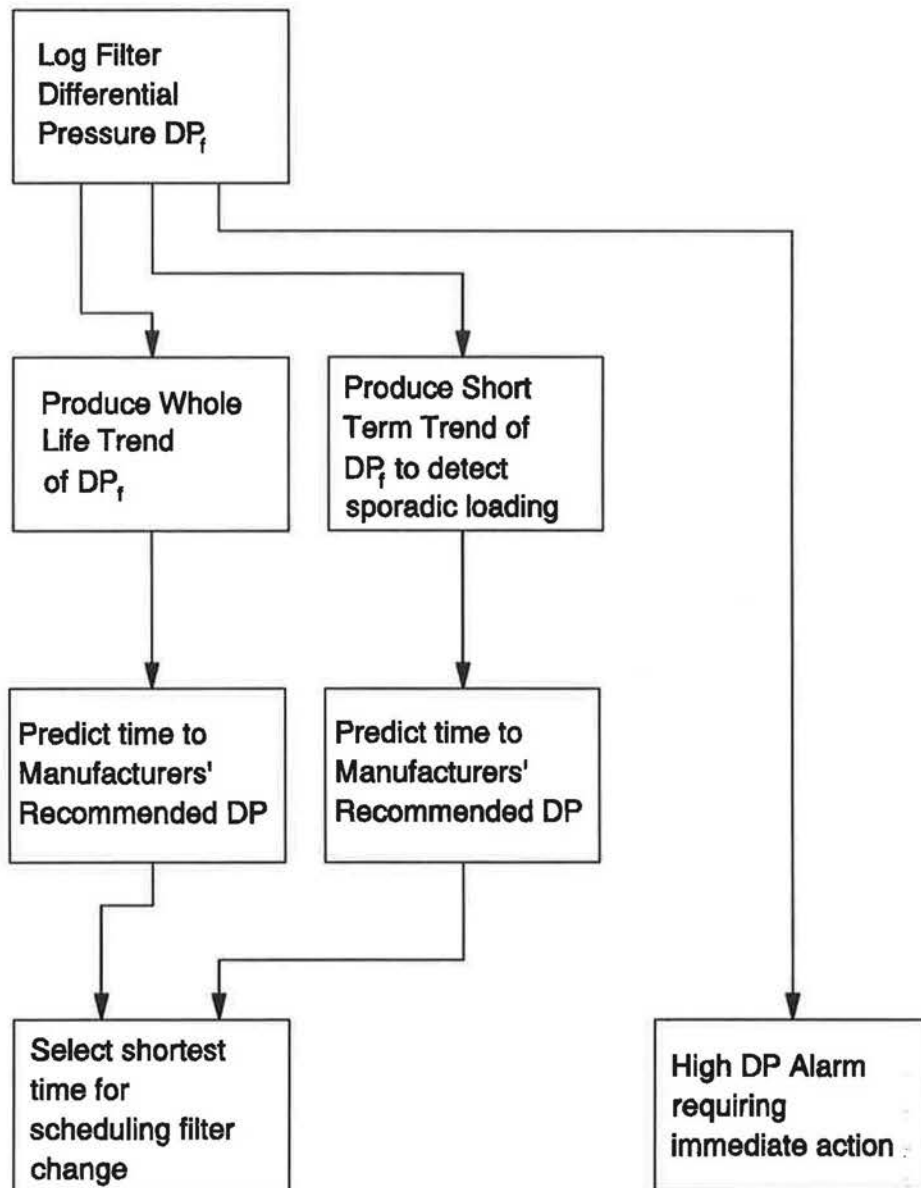 Log Filter
Differential
Pressure DPf
Produce Whole
Life Trend
of DPf
Produce Short
Term Trend of
DPf to detect
sporadic loading
Predict time to
Manufacturers'
Recommended DP
Predict time to
Manufacturers'
Recommended DP
Select shortest
time for
scheduling filter
change
High DP Alarm
requiring
immediate action